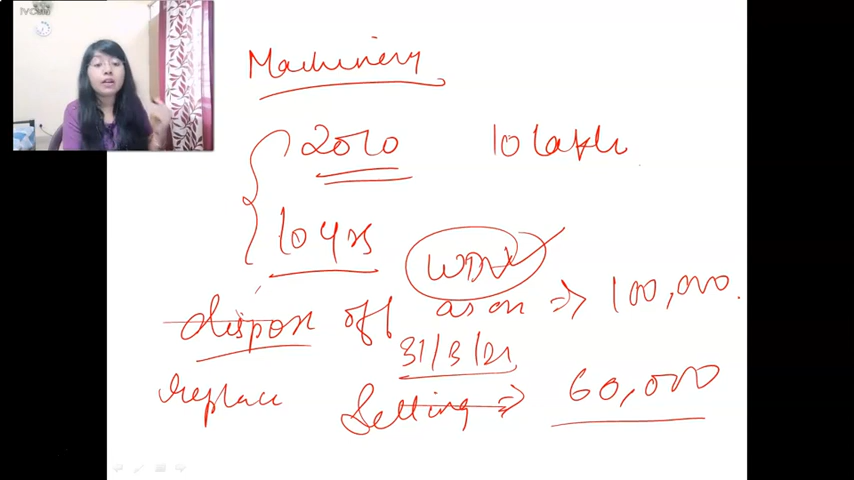 Machinery
2010 10 lakh
10 yrs
WDV
dispose off as on => 100,000.
31/3/21
replace Selling => 60,000